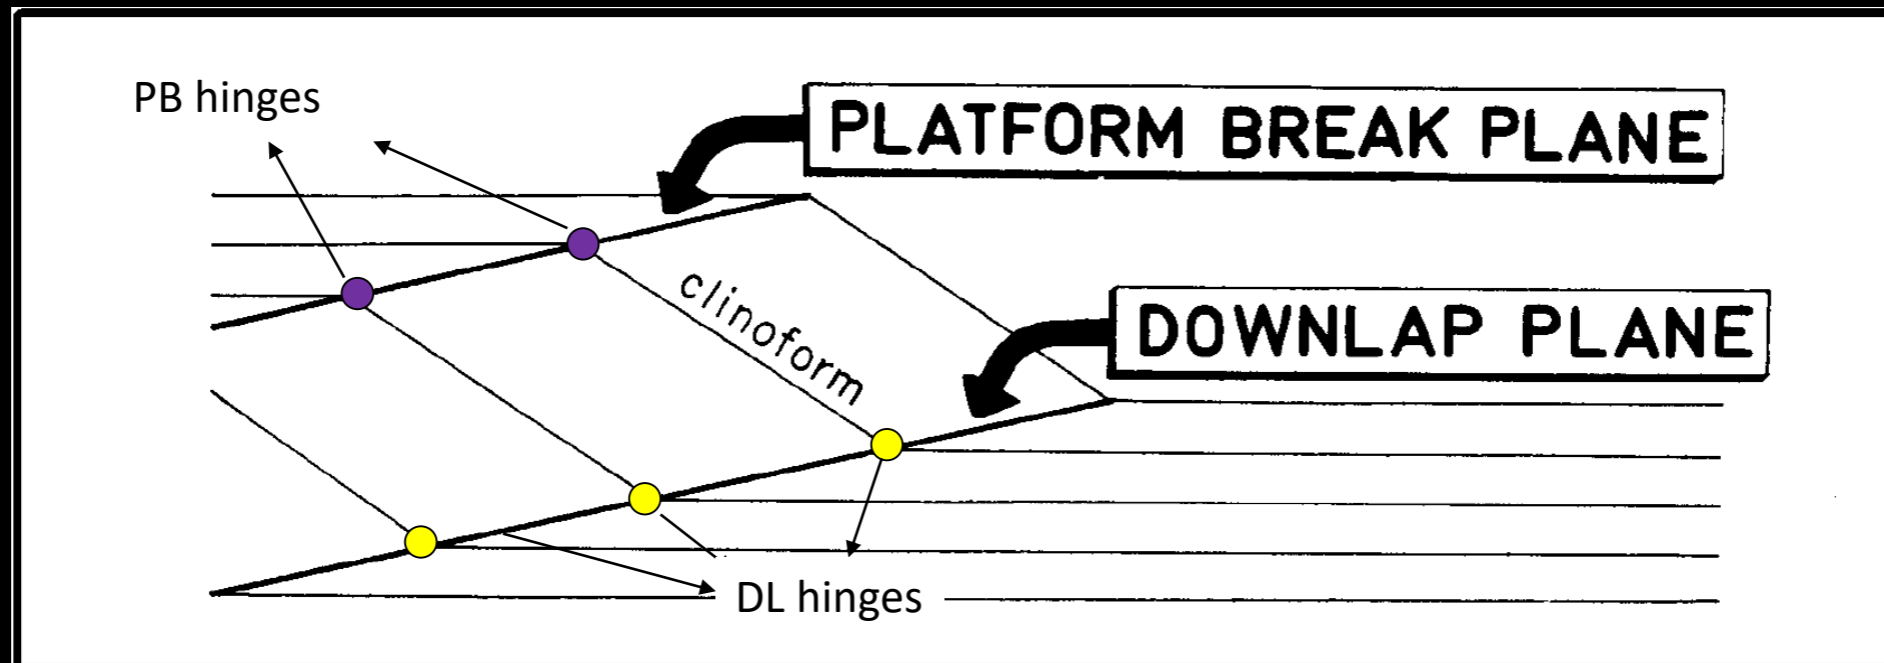 PB hinges
PLATFORM BREAK PLANE
clinoform
DOWNLAP PLANE
DL hinges